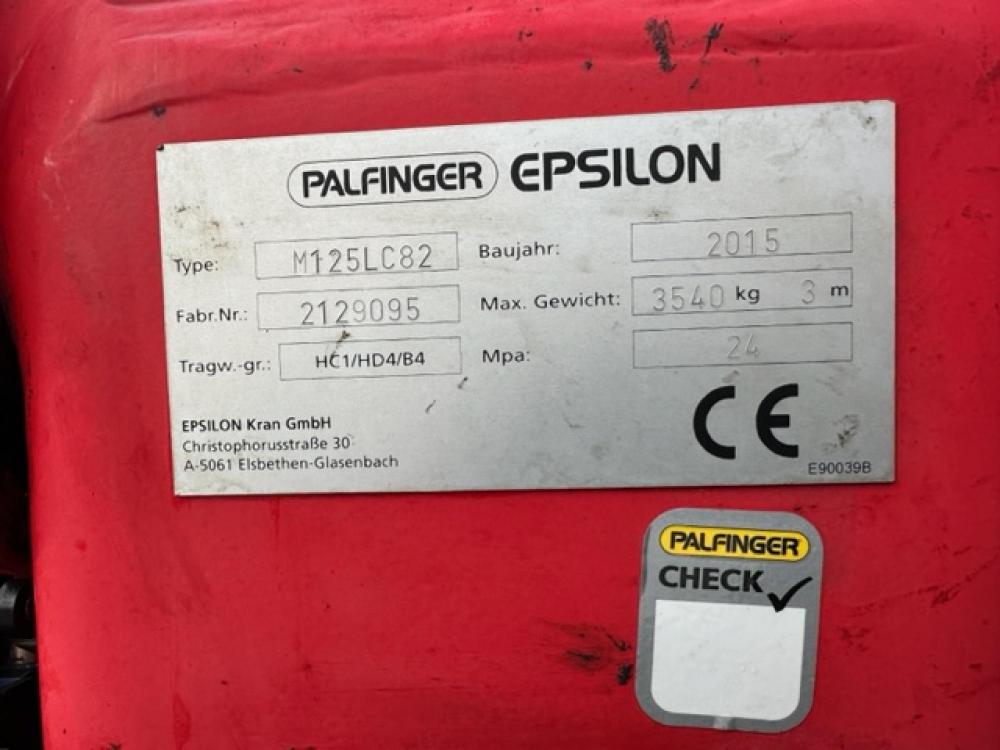 PALFINGER EPSILON
Type: M125LC82 Baujahr: 2015
Fabr.Nr.: 2129095 Max. Gewicht: 3540 kg 3 m
Tragw.-gr.: HC1/HD4/B4 Mpa: 24
EPSILON Kran GmbH
Christophorusstraße 30
A-5061 Elsbethen-Glasenbach
CE
E90039B
PALFINGER
CHECK